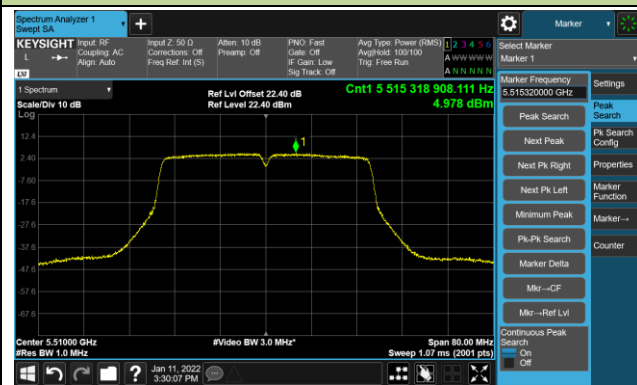 Spectrum Analyzer 1
Swept SA
Marker
KEYSIGHT
L
Input: RF
Coupling: AC
Align: Auto
Input Z: 50 Ω
Corrections: Off
Freq Ref: Int (S)
Atten: 10 dB
Preamp: Off
PNO: Fast
Gate: Off
IF Gain: Low
Sig Track: Off
Avg Type: Power (RMS)
Avg|Hold: 100/100
Trig: Free Run
1 2 3 4 5 6
A W W W W W
A N N N N N
LXI
Select Marker
Marker 1
1 Spectrum
Scale/Div 10 dB
Log
Ref Lvl Offset 22.40 dB
Ref Level 22.40 dBm
Cnt1 5 515 318 908.111 Hz
4.978 dBm
1
12.4
2.40
-7.60
-17.6
-27.6
-37.6
-47.6
-57.6
-67.6
Center 5.51000 GHz
#Res BW 1.0 MHz
#Video BW 3.0 MHz*
Span 80.00 MHz
Sweep 1.07 ms (2001 pts)
Marker Frequency
5.515320000 GHz
Peak Search
Next Peak
Next Pk Right
Next Pk Left
Minimum Peak
Pk-Pk Search
Marker Delta
Mkr→CF
Mkr→Ref Lvl
Continuous Peak
Search
On
Off
Settings
Peak
Search
Pk Search
Config
Properties
Marker
Function
Marker→
Counter
Jan 11, 2022
3:30:07 PM